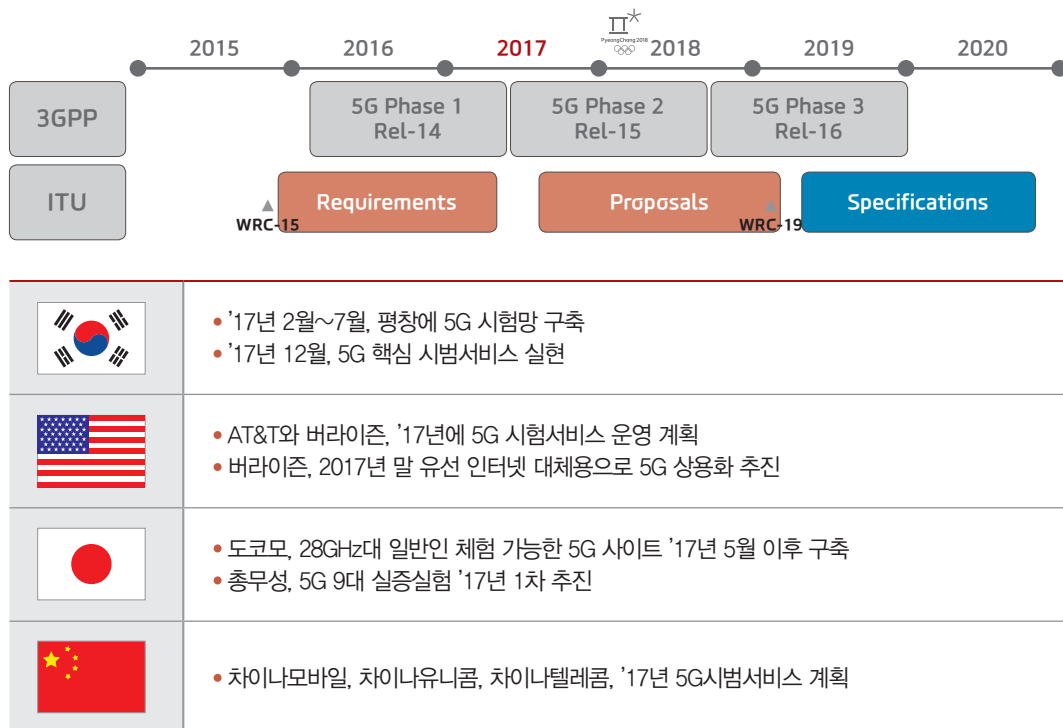 2015 2016 2017 2018 2019 2020
PyeongChang 2018
3GPP
5G Phase 1
Rel-14
5G Phase 2
Rel-15
5G Phase 3
Rel-16
ITU
Requirements
Proposals
Specifications
WRC-15
WRC-19
• ’17년 2월~7월, 평창에 5G 시험망 구축
• ’17년 12월, 5G 핵심 시범서비스 실현
• AT&T와 버라이즌, ’17년에 5G 시험서비스 운영 계획
• 버라이즌, 2017년 말 유선 인터넷 대체용으로 5G 상용화 추진
• 도코모, 28GHz대 일반인 체험 가능한 5G 사이트 ’17년 5월 이후 구축
• 총무성, 5G 9대 실증실험 ’17년 1차 추진
• 차이나모바일, 차이나유니콤, 차이나텔레콤, ’17년 5G시범서비스 계획